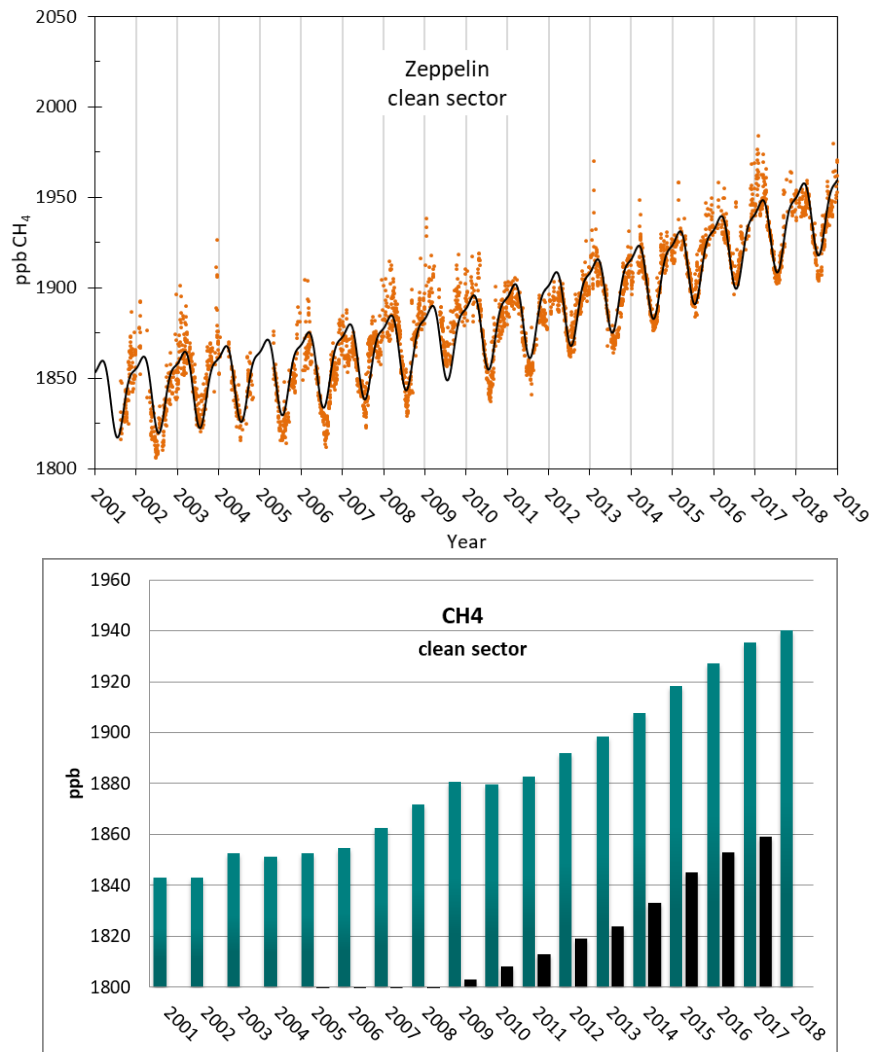 2050
2000
1950
1900
1850
1800
ppb CH₄
Zeppelin
clean sector
2001 2002 2003 2004 2005 2006 2007 2008 2009 2010 2011 2012 2013 2014 2015 2016 2017 2018 2019
Year
1960
1940
1920
1900
1880
1860
1840
1820
1800
ppb
CH4
clean sector
2001 2002 2003 2004 2005 2006 2007 2008 2009 2010 2011 2012 2013 2014 2015 2016 2017 2018